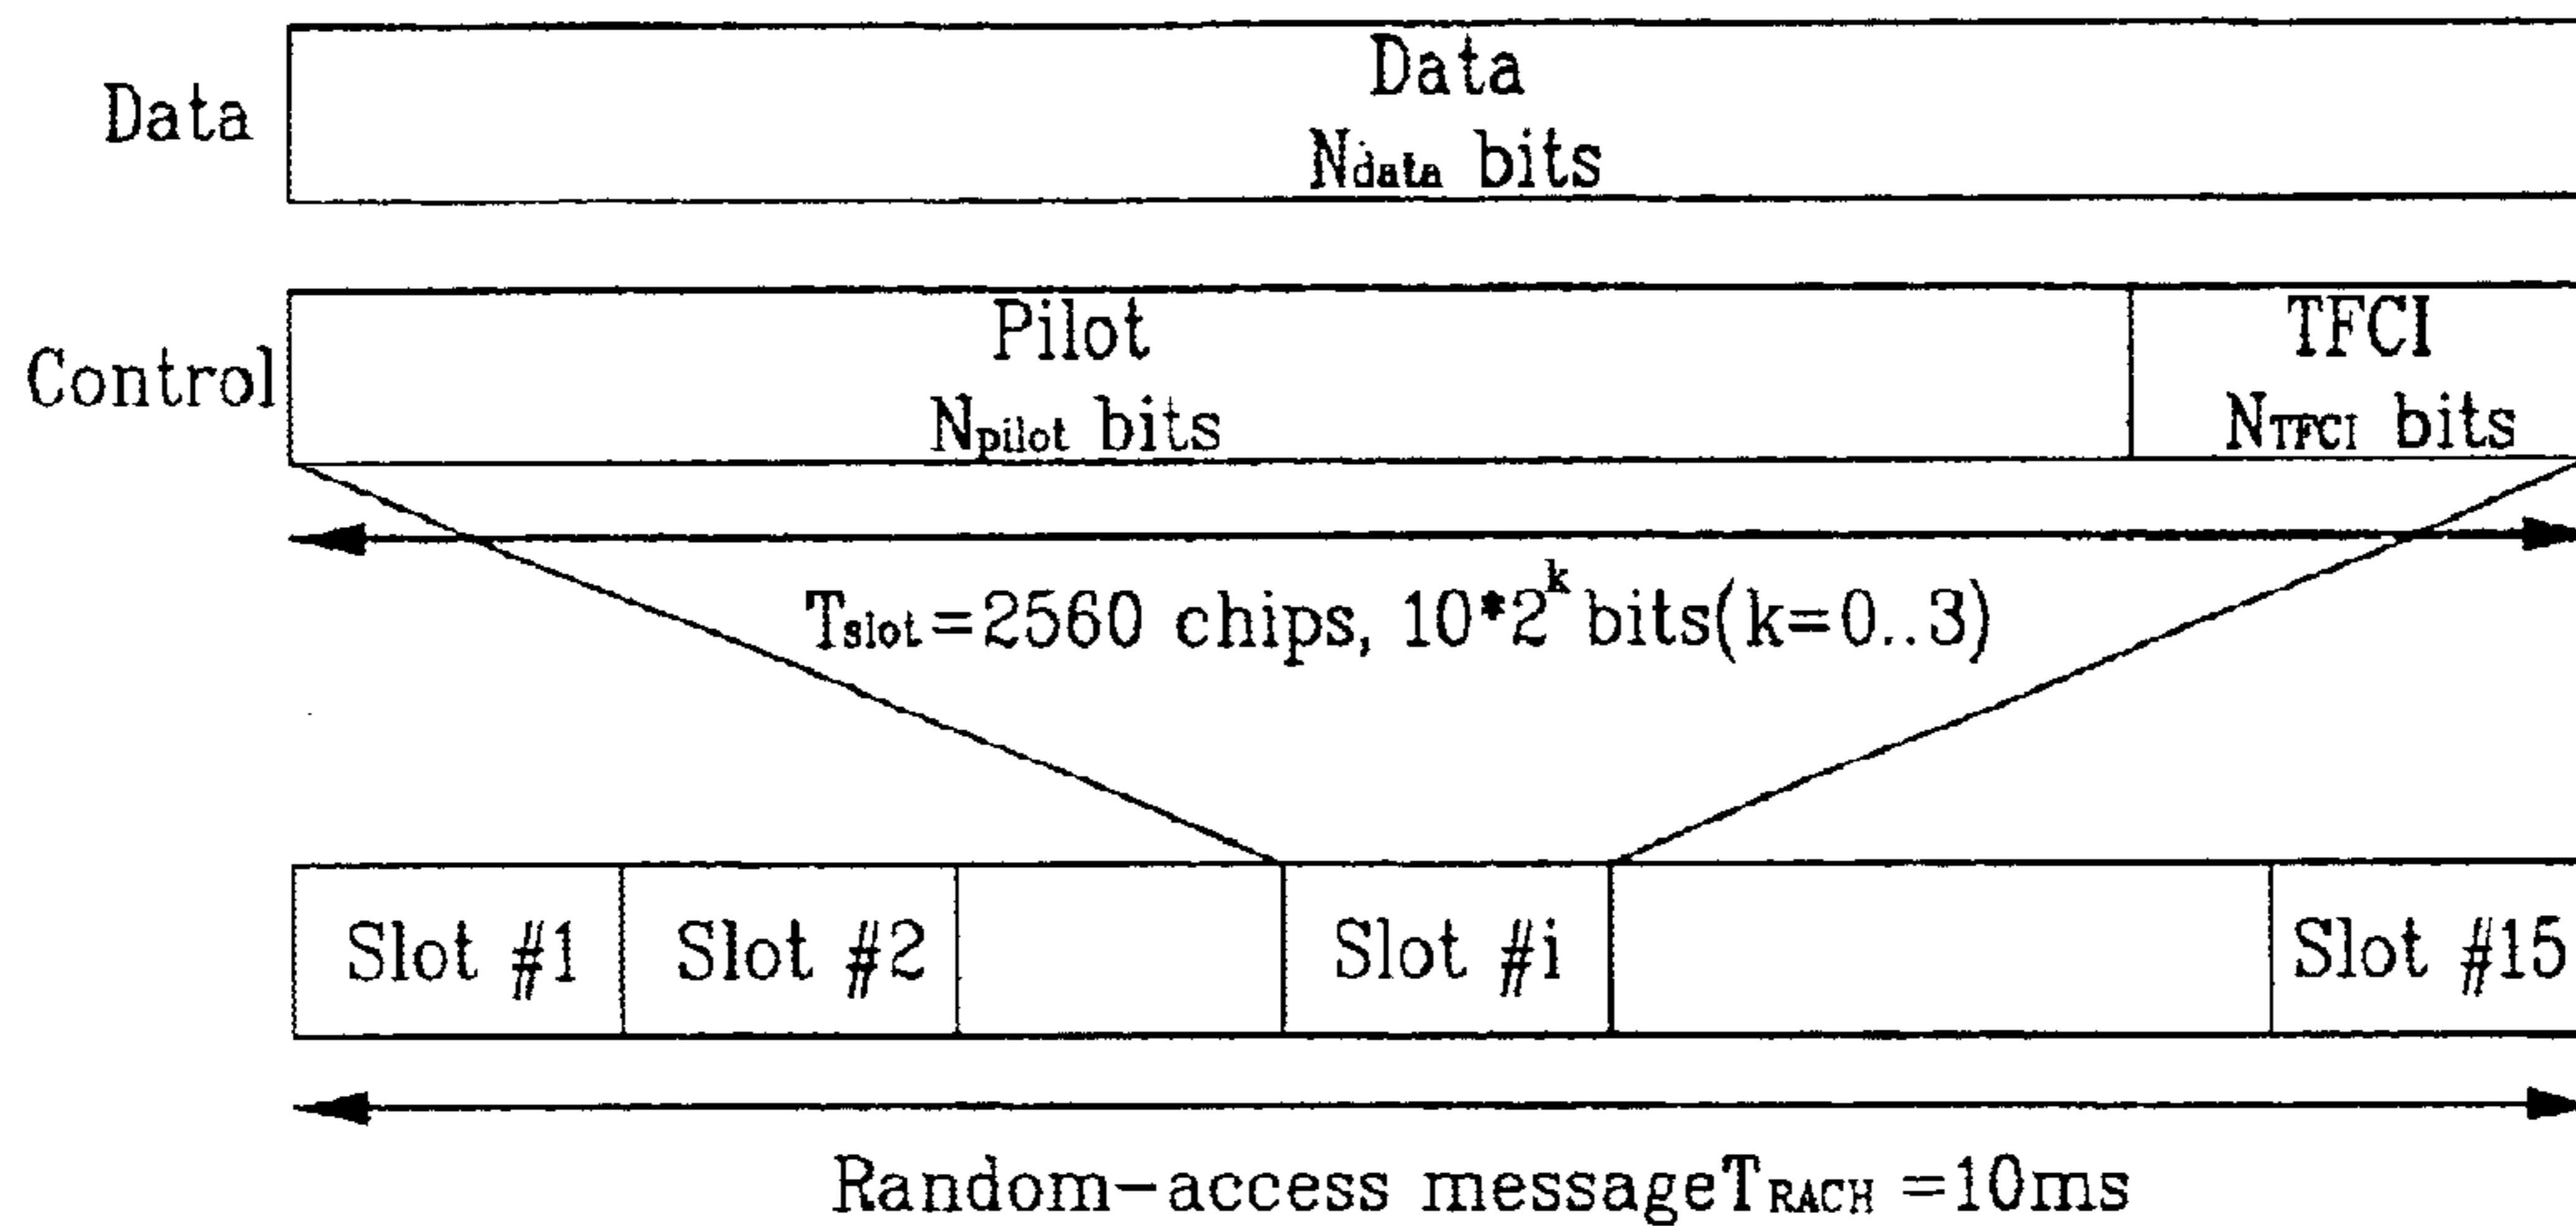 Data
Data
Ndata bits
Control
Pilot
Npilot bits
TFCI
NTFCI bits
Tslot=2560 chips, 10*2^k bits(k=0..3)
Slot #1
Slot #2
Slot #i
Slot #15
Random-access messageTRACH =10ms